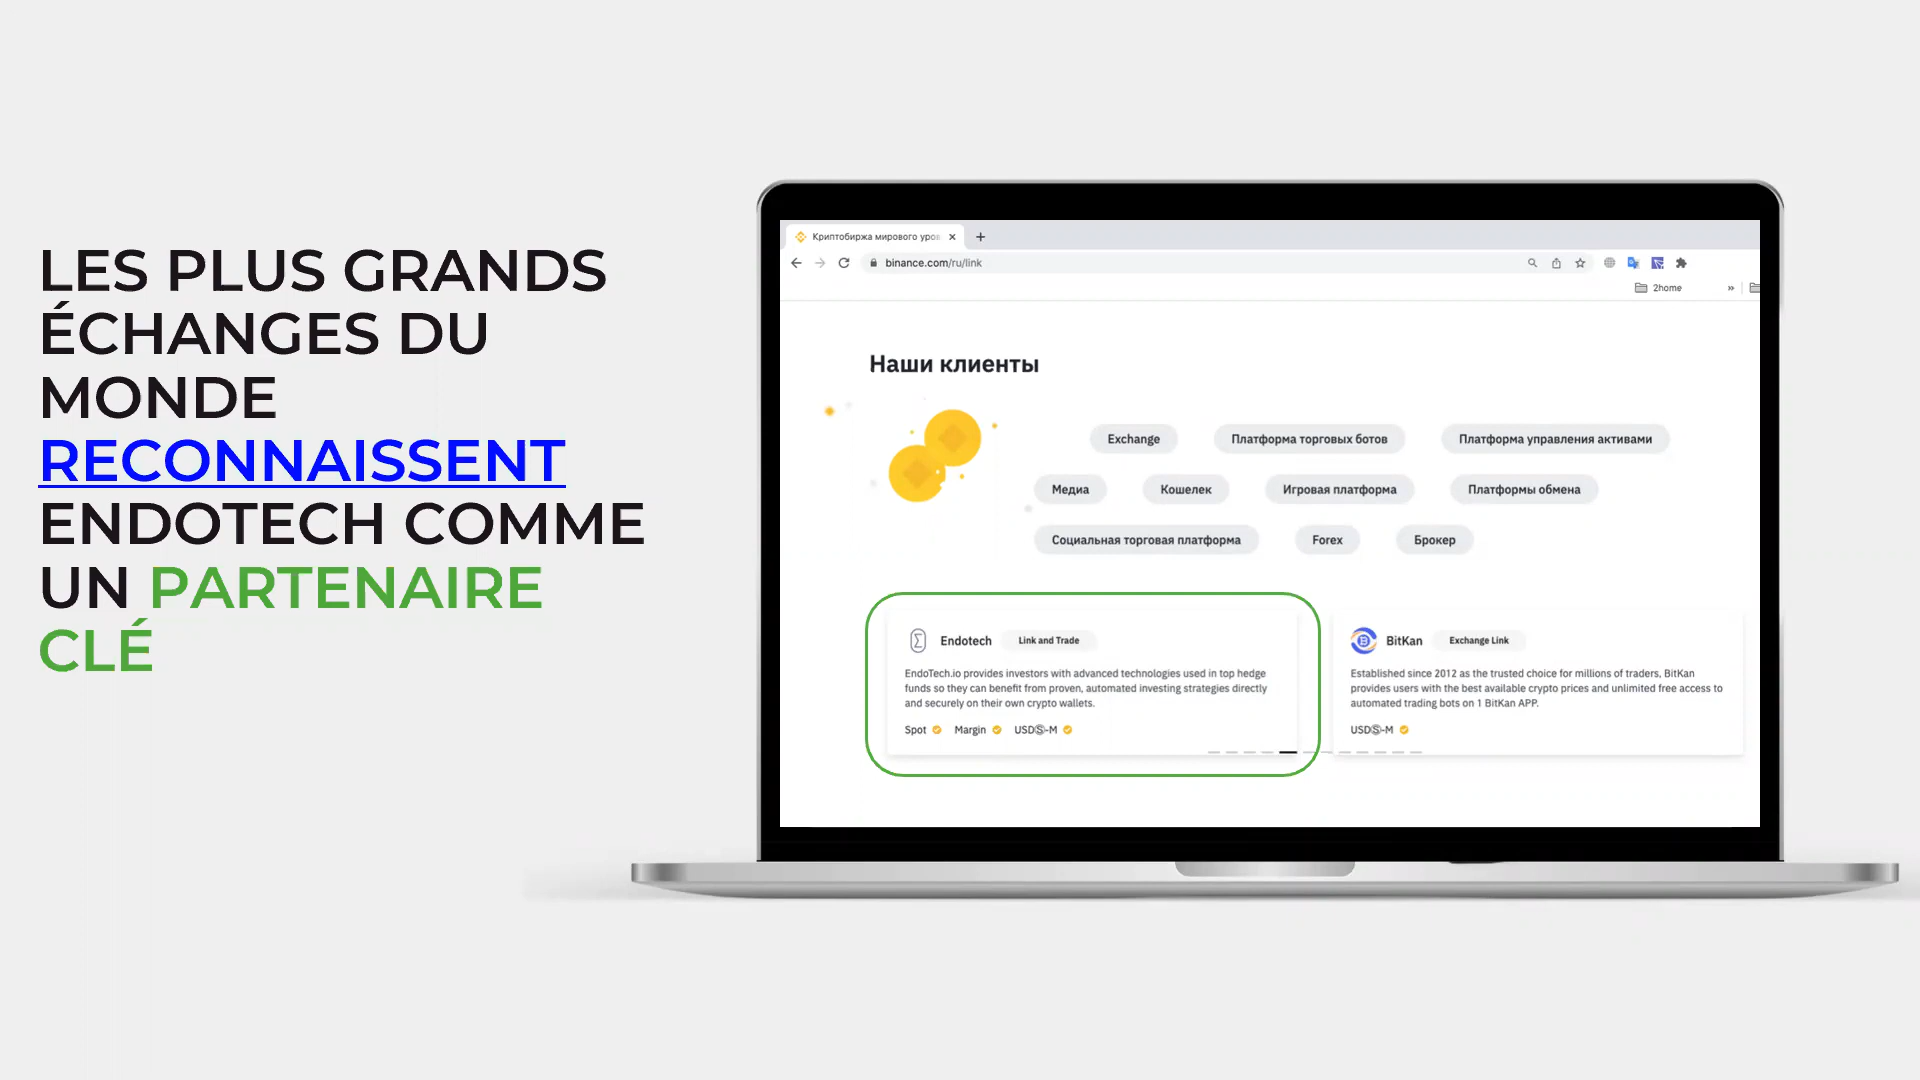 LES PLUS GRANDS
ÉCHANGES DU
MONDE
RECONNAISSENT
ENDOTECH COMME
UN PARTENAIRE
CLÉ
Криптобиржа мирового уров
binance.com/ru/link
2home
Наши клиенты
Exchange
Платформа торговых ботов
Платформа управления активами
Медиа
Кошелек
Игровая платформа
Платформы обмена
Социальная торговая платформа
Forex
Брокер
Endotech
Link and Trade
EndoTech.io provides investors with advanced technologies used in top hedge
funds so they can benefit from proven, automated investing strategies directly
and securely on their own crypto wallets.
Spot Margin USDⓈ-M
BitKan
Exchange Link
Established since 2012 as the trusted choice for millions of traders, BitKan
provides users with the best available crypto prices and unlimited free access to
automated trading bots on 1 BitKan APP.
USDⓈ-M